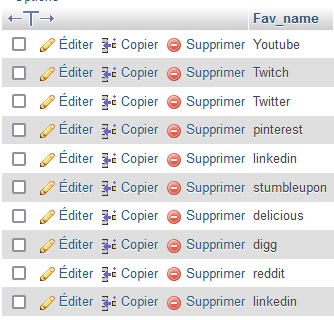 Fav_name
Éditer Copier Supprimer Youtube
Éditer Copier Supprimer Twitch
Éditer Copier Supprimer Twitter
Éditer Copier Supprimer pinterest
Éditer Copier Supprimer linkedin
Éditer Copier Supprimer stumbleupon
Éditer Copier Supprimer delicious
Éditer Copier Supprimer digg
Éditer Copier Supprimer reddit
Éditer Copier Supprimer linkedin